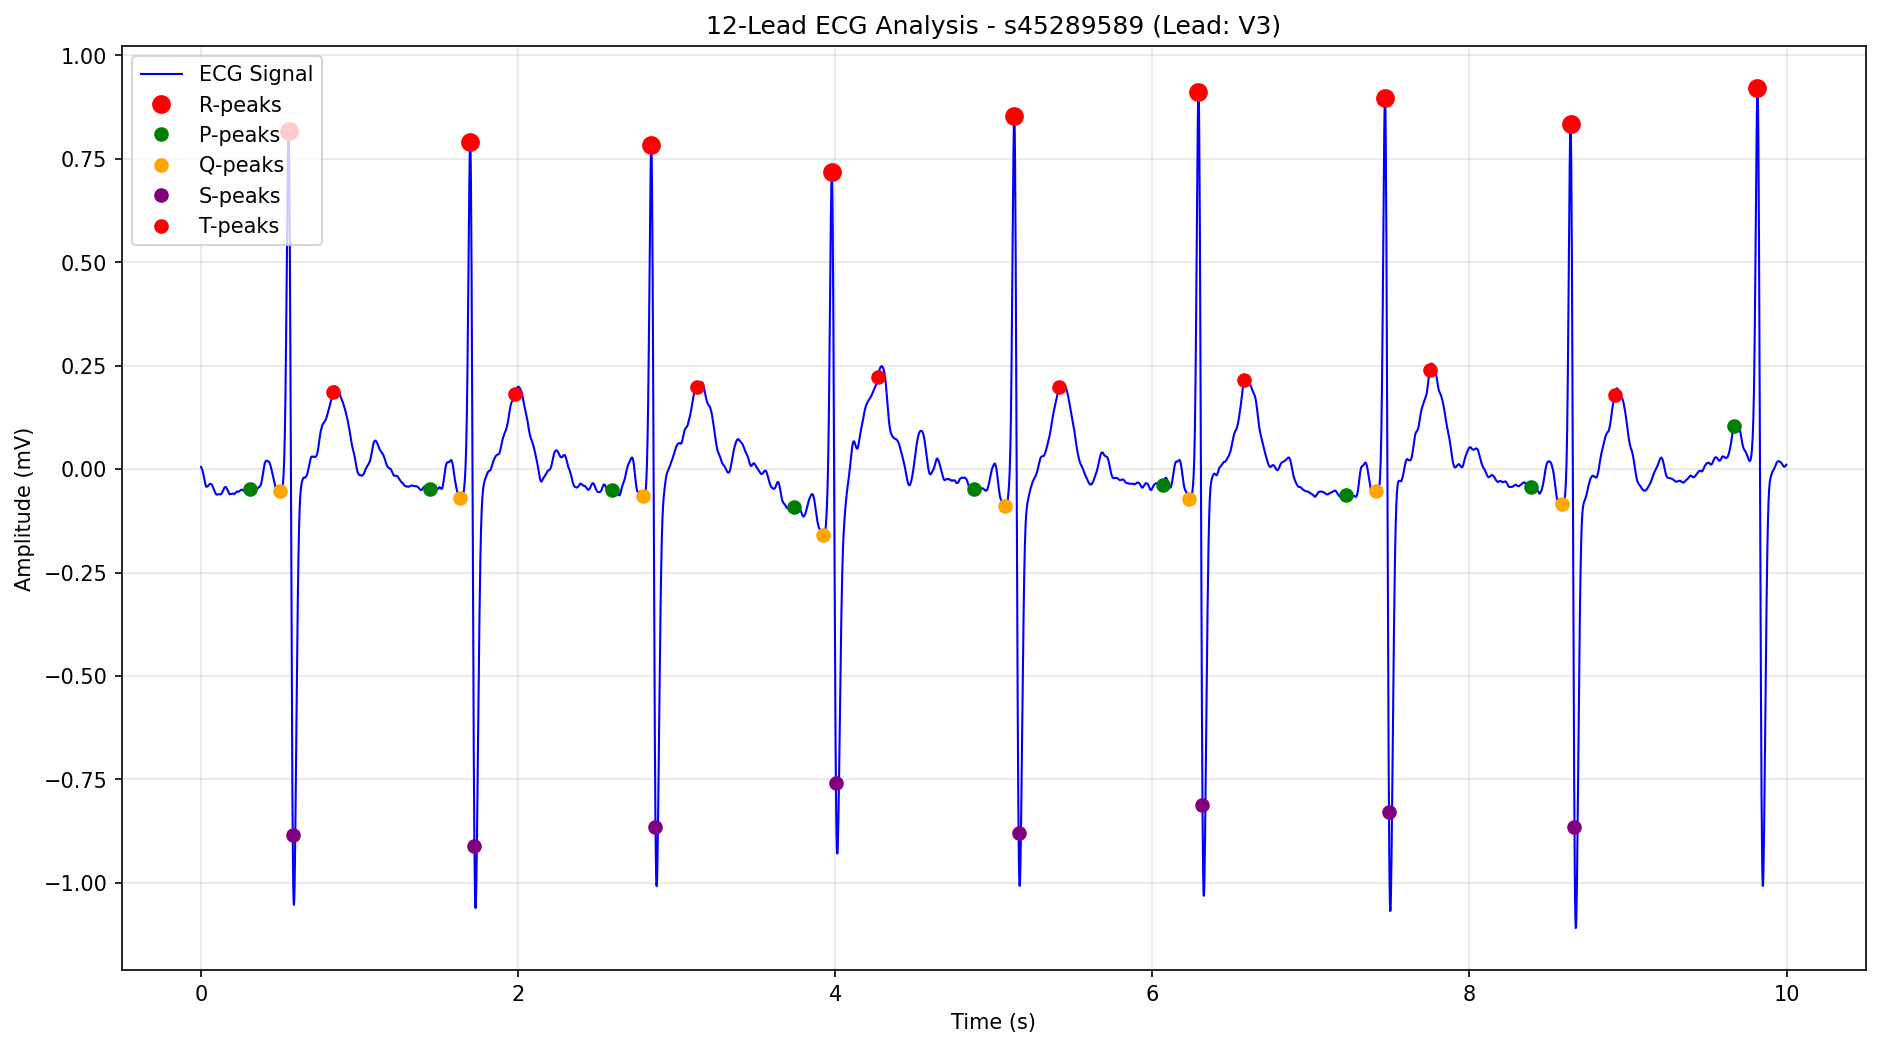 12-Lead ECG Analysis - s45289589 (Lead: V3)
ECG Signal
R-peaks
P-peaks
Q-peaks
S-peaks
T-peaks
1.00
0.75
0.50
0.25
0.00
−0.25
−0.50
−0.75
−1.00
Amplitude (mV)
0 2 4 6 8 10
Time (s)